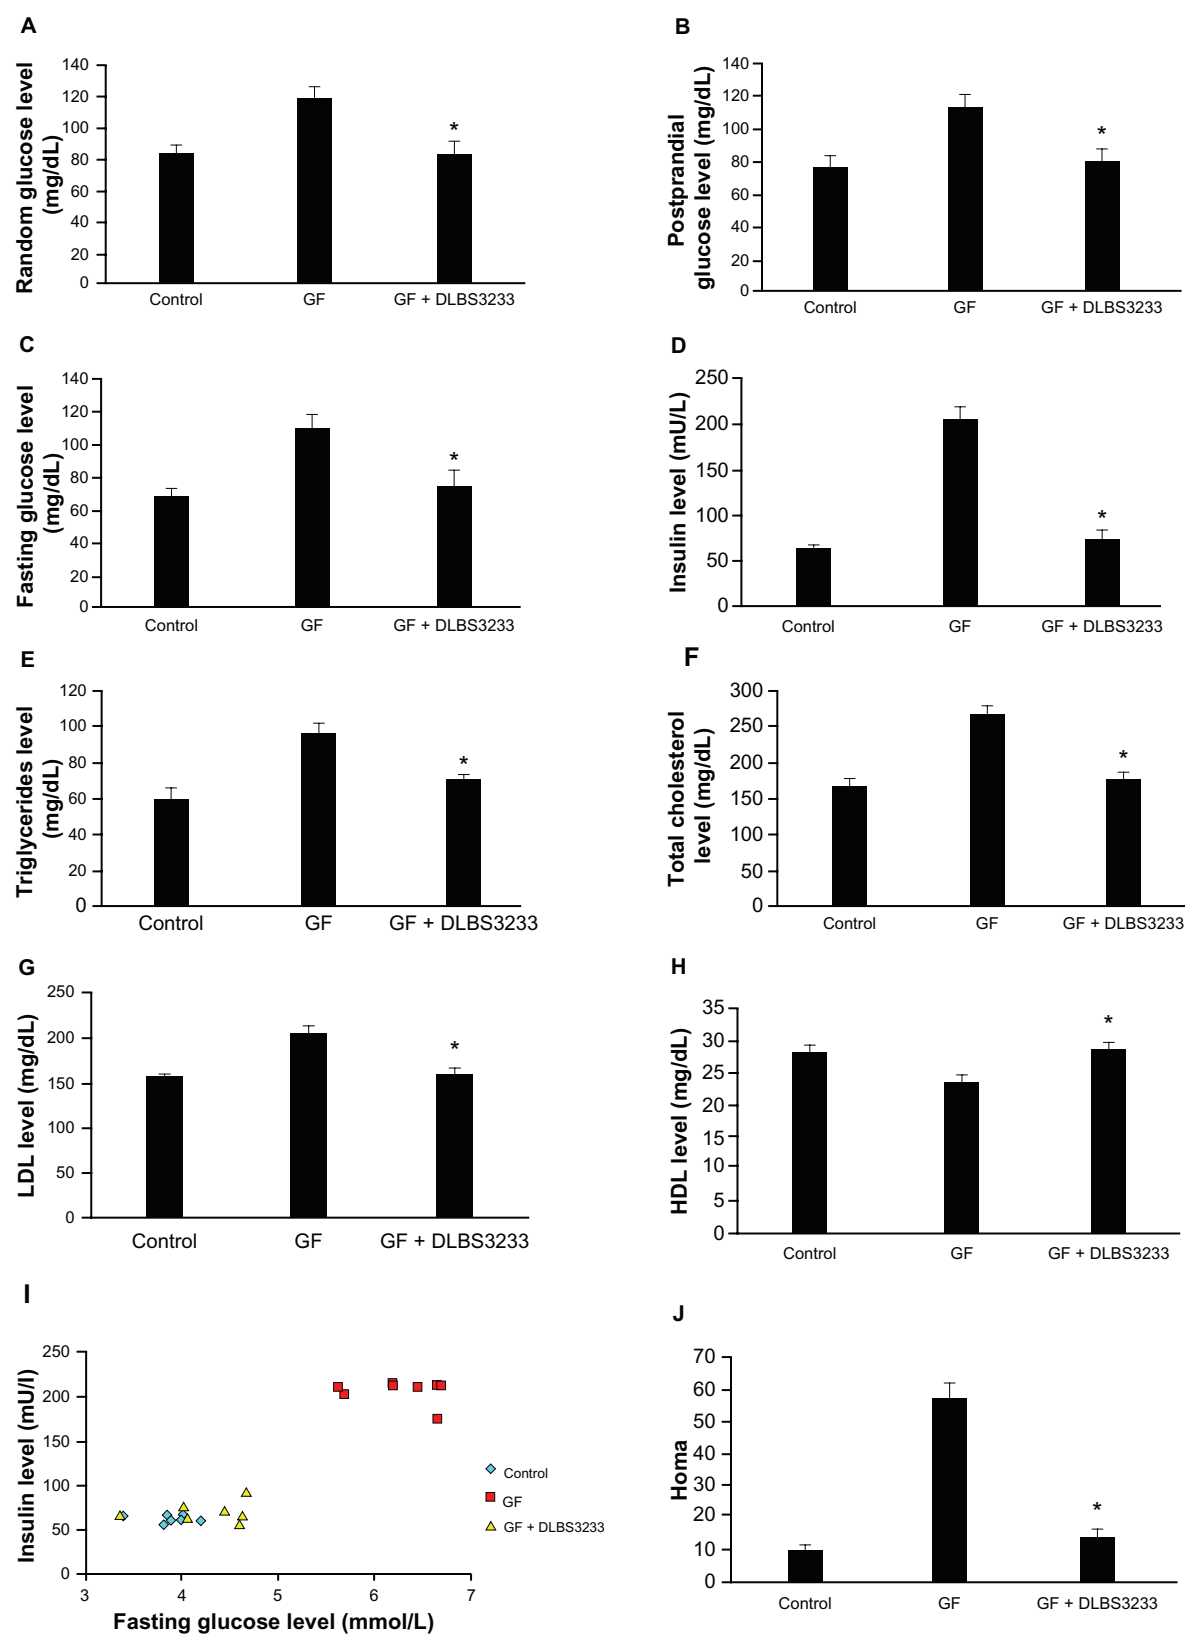 A
Random glucose level
(mg/dL)
140
120
100
80
60
40
20
0
*
Control
GF
GF + DLBS3233
B
Postprandial
glucose level (mg/dL)
140
120
100
80
60
40
20
0
*
Control
GF
GF + DLBS3233
C
Fasting glucose level
(mg/dL)
140
120
100
80
60
40
20
0
*
Control
GF
GF + DLBS3233
D
Insulin level (mU/L)
250
200
150
100
50
0
*
Control
GF
GF + DLBS3233
E
Triglycerides level
(mg/dL)
120
100
80
60
40
20
0
*
Control
GF
GF + DLBS3233
F
Total cholesterol
level (mg/dL)
300
250
200
150
100
50
0
*
Control
GF
GF + DLBS3233
G
LDL level (mg/dL)
250
200
150
100
50
0
*
Control
GF
GF + DLBS3233
H
HDL level (mg/dL)
35
30
25
20
15
10
5
0
*
Control
GF
GF + DLBS3233
I
Insulin level (mU/l)
250
200
150
100
50
0
3
4
5
6
7
Fasting glucose level (mmol/L)
Control
GF
GF + DLBS3233
J
Homa
70
60
50
40
30
20
10
0
*
Control
GF
GF + DLBS3233